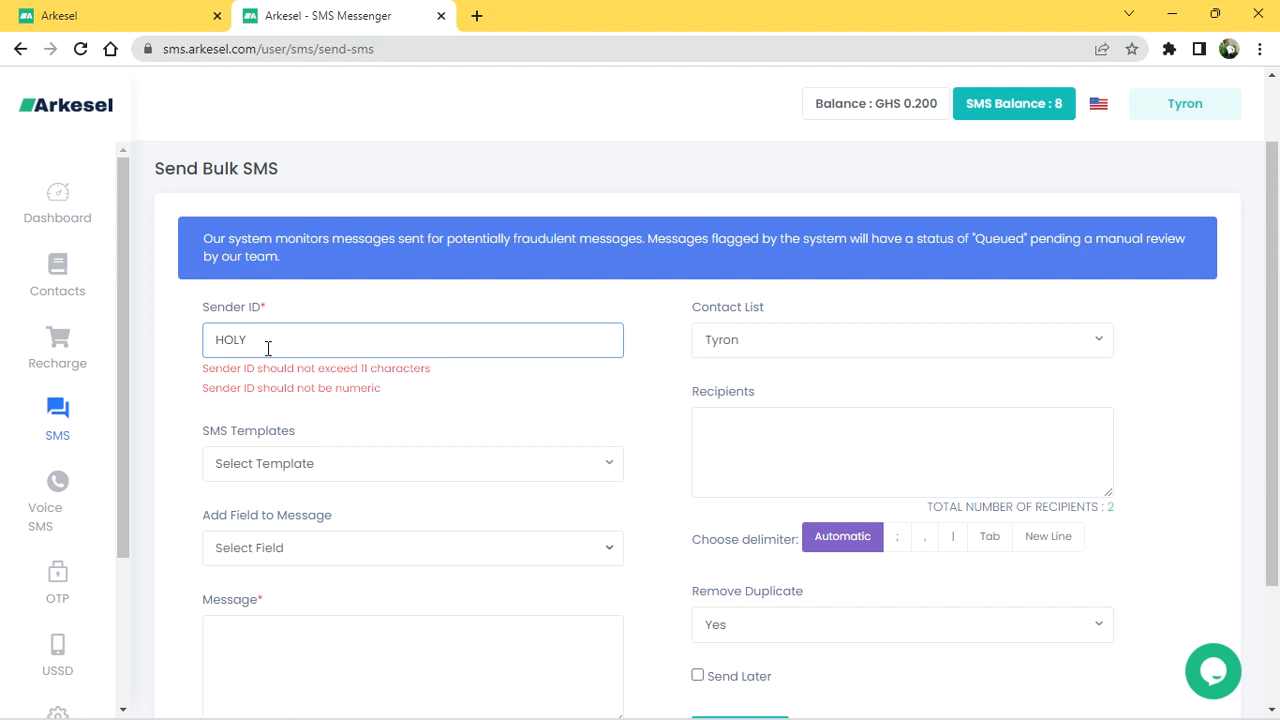 Arkesel
Arkesel - SMS Messenger
sms.arkesel.com/user/sms/send-sms
Arkesel
Balance : GHS 0.200
SMS Balance : 8
Tyron
Dashboard
Contacts
Recharge
SMS
Voice
SMS
OTP
USSD
Send Bulk SMS
Our system monitors messages sent for potentially fraudulent messages. Messages flagged by the system will have a status of "Queued" pending a manual review
by our team.
Sender ID*
HOLY
Sender ID should not exceed 11 characters
Sender ID should not be numeric
SMS Templates
Select Template
Add Field to Message
Select Field
Message*
Contact List
Tyron
Recipients
TOTAL NUMBER OF RECIPIENTS : 2
Choose delimiter: Automatic ; , | Tab New Line
Remove Duplicate
Yes
Send Later